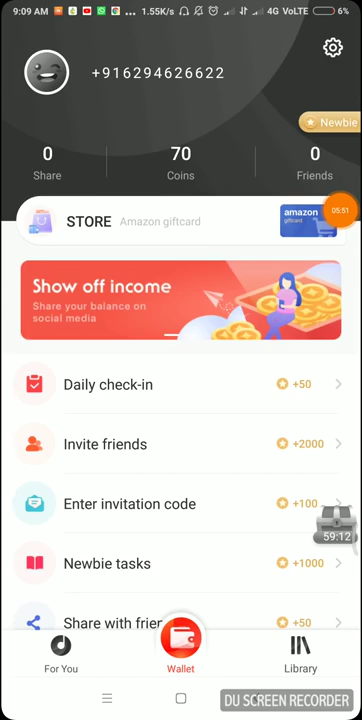 9:09 AM ... 1.55K/s 4G VoLTE 6%
+916294626622
Newbie
0 70 0
Share Coins Friends
05:51
STORE Amazon giftcard amazon giftcard
Show off income
Share your balance on
social media
Daily check-in +50
Invite friends +2000
Enter invitation code +100
59:12
Newbie tasks +1000
Share with frien +50
For You Wallet Library
DU SCREEN RECORDER